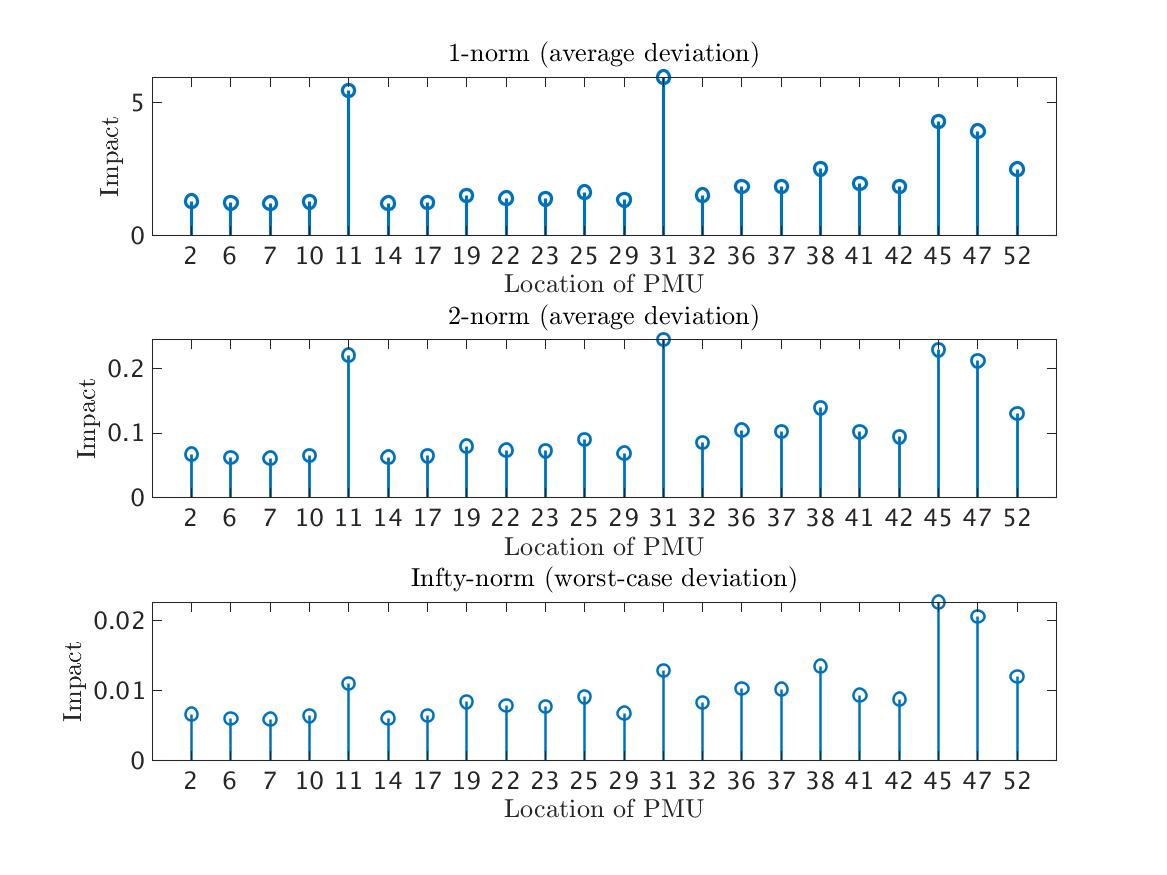 1-norm (average deviation)
5
0
Impact
2 6 7 10 11 14 17 19 22 23 25 29 31 32 36 37 38 41 42 45 47 52
Location of PMU
2-norm (average deviation)
0.2
0.1
0
Impact
2 6 7 10 11 14 17 19 22 23 25 29 31 32 36 37 38 41 42 45 47 52
Location of PMU
Infty-norm (worst-case deviation)
0.02
0.01
0
Impact
2 6 7 10 11 14 17 19 22 23 25 29 31 32 36 37 38 41 42 45 47 52
Location of PMU